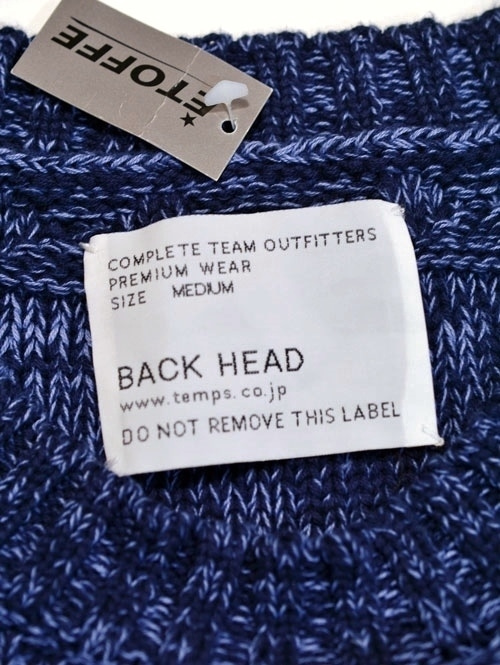 ETOFFE
COMPLETE TEAM OUTFITTERS
PREMIUM WEAR
SIZE MEDIUM
BACK HEAD
www.temps.co.jp
DO NOT REMOVE THIS LABEL